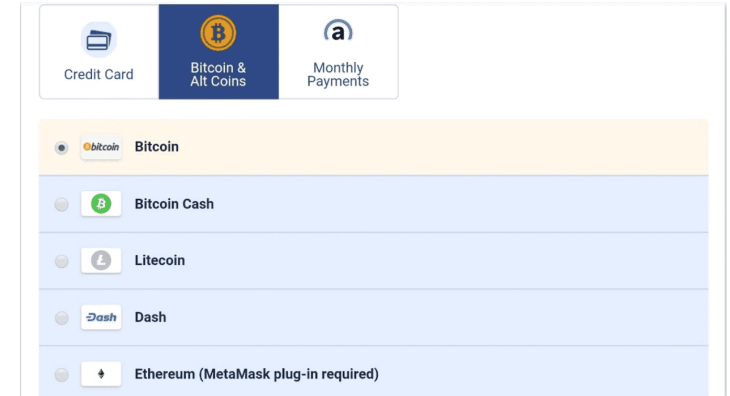 a
Credit Card
Bitcoin &
Alt Coins
Monthly
Payments
bitcoin
Bitcoin
Bitcoin Cash
Litecoin
Dash
Dash
Ethereum (MetaMask plug-in required)